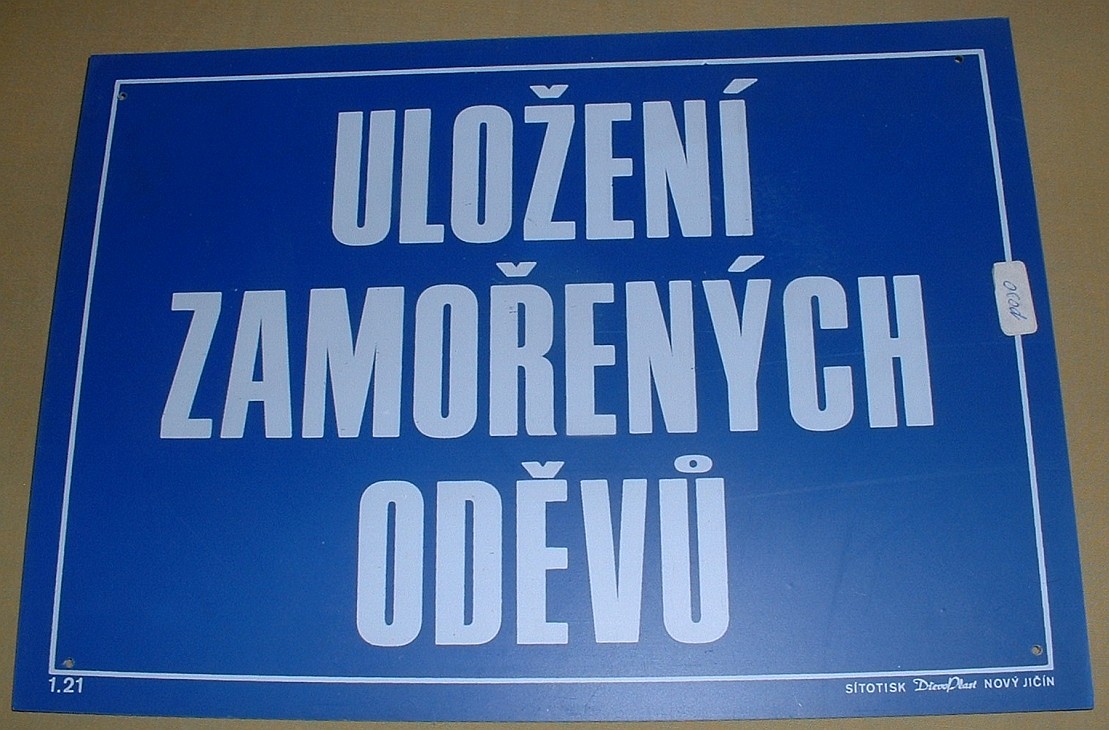 ULOŽENÍ
ZAMOŘENÝCH
ODĚVŮ
1.21
SÍTOTISK DřevoPlast NOVÝ JIČÍN